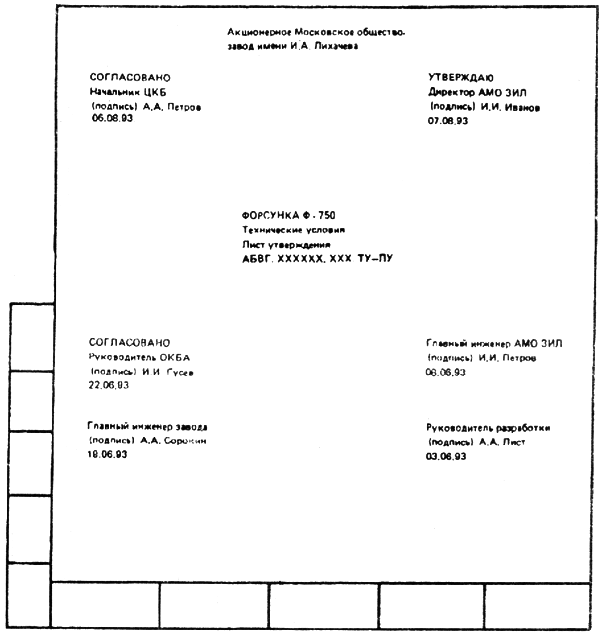 Акционерное Московское общество-
завод имени И.А. Лихачева
СОГЛАСОВАНО
Начальник ЦКБ
(подпись) А.А. Петров
06.08.93
УТВЕРЖДАЮ
Директор АМО ЗИЛ
(подпись) И.И. Иванов
07.08.93
ФОРСУНКА Ф - 750
Технические условия
Лист утверждения
АБВГ. ХХХХХХ. ХХХ ТУ—ЛУ
СОГЛАСОВАНО
Руководитель ОКБА
(подпись) И.И. Гусев
22.06.93
Главный инженер АМО ЗИЛ
(подпись) И.И. Петров
08.06.93
Главный инженер завода
(подпись) А.А. Сорокин
18.06.93
Руководитель разработки
(подпись) А.А. Лист
03.06.93